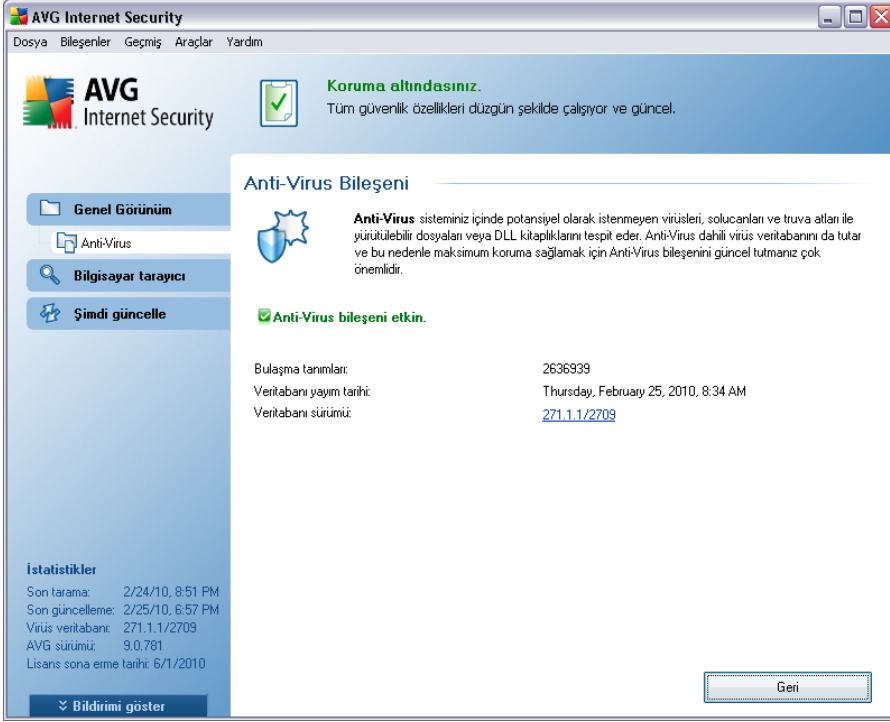 AVG Internet Security
Dosya Bileşenler Geçmiş Araçlar Yardım
AVG
Internet Security
Koruma altındasınız.
Tüm güvenlik özellikleri düzgün şekilde çalışıyor ve güncel.
Genel Görünüm
Anti-Virus
Bilgisayar tarayıcı
Şimdi güncelle
Anti-Virus Bileşeni
Anti-Virus sisteminiz içinde potansiyel olarak istenmeyen virüsleri, solucanları ve truva atları ile
yürütülebilir dosyaları veya DLL kitaplıklarını tespit eder. Anti-Virus dahili virüs veritabanını da tutar
ve bu nedenle maksimum koruma sağlamak için Anti-Virus bileşenini güncel tutmanız çok
önemlidir.
Anti-Virus bileşeni etkin.
Bulaşma tanımları: 2636939
Veritabanı yayım tarihi: Thursday, February 25, 2010, 8:34 AM
Veritabanı sürümü: 271.1.1/2709
İstatistikler
Son tarama: 2/24/10, 8:51 PM
Son güncelleme: 2/25/10, 6:57 PM
Virüs veritabanı: 271.1.1/2709
AVG sürümü: 9.0.781
Lisans sona erme tarihi: 6/1/2010
Bildirimi göster
Geri